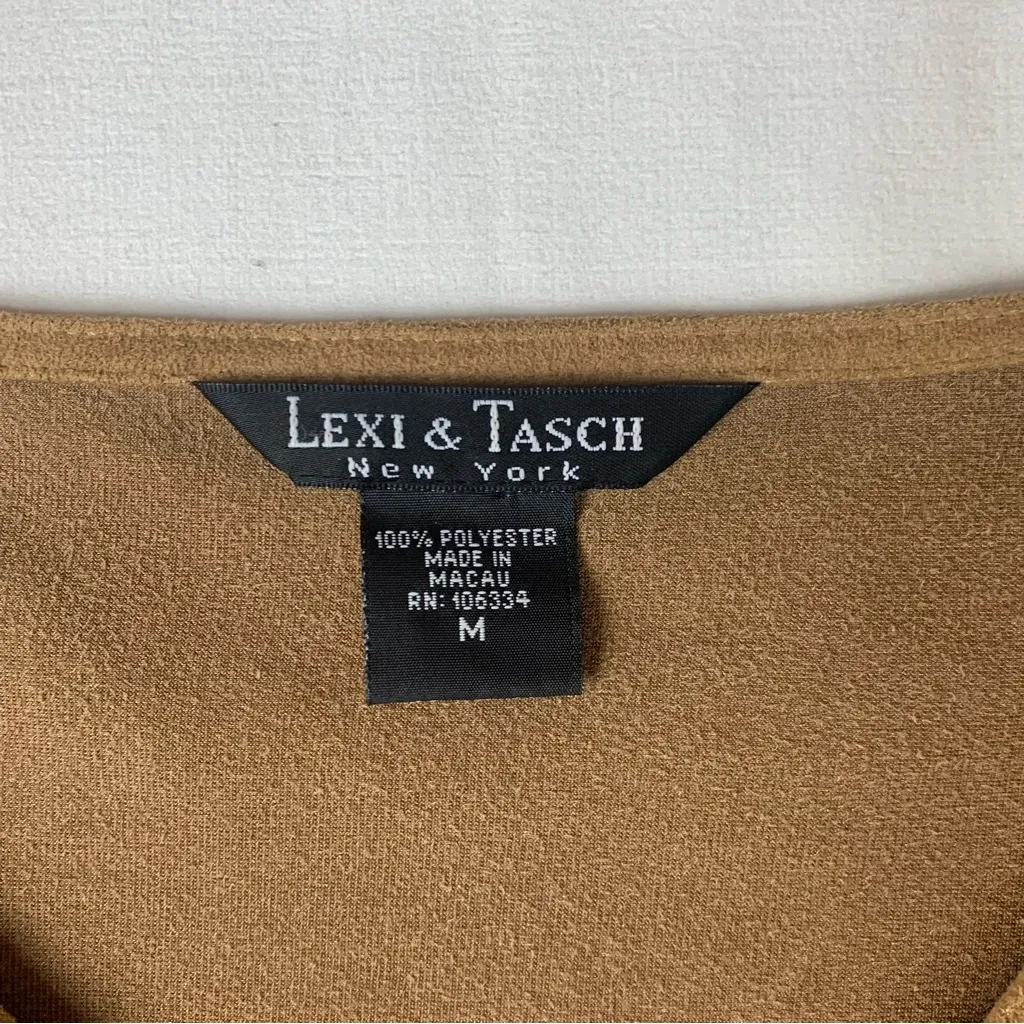 LEXI & TASCH
New York
100% POLYESTER
MADE IN
MACAU
RN: 106334
M